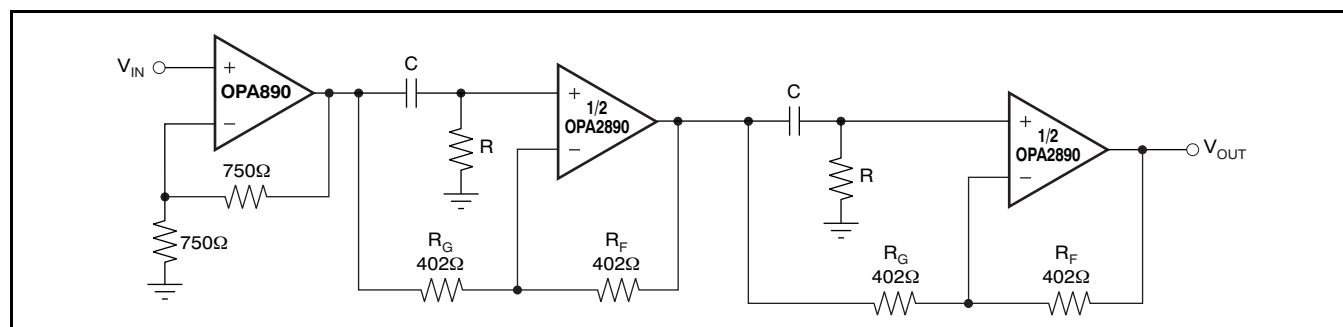 V_IN
+
OPA890
−
750Ω
750Ω
C
R
+
1/2
OPA2890
−
R_G
402Ω
R_F
402Ω
C
R
+
1/2
OPA2890
−
V_OUT
R_G
402Ω
R_F
402Ω